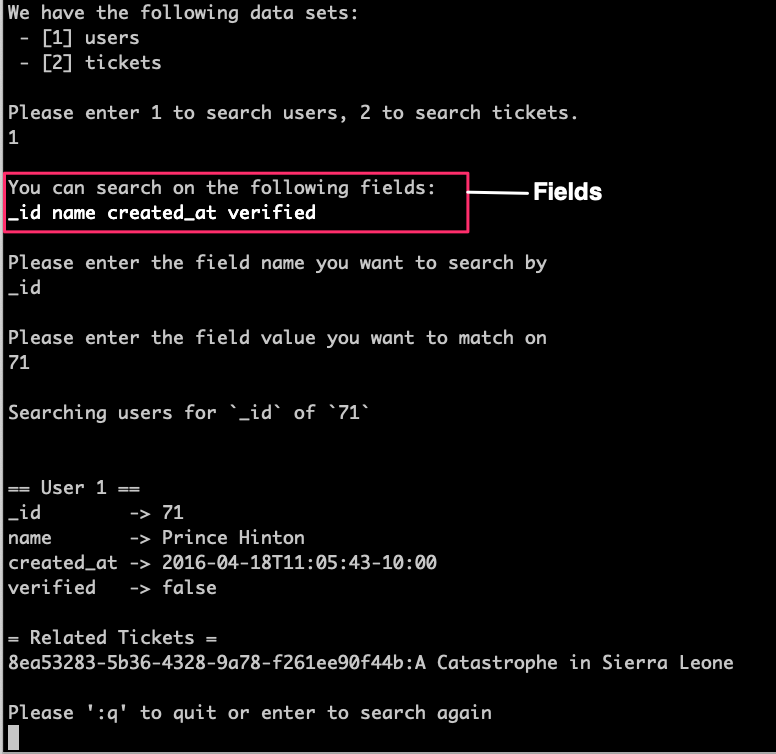 We have the following data sets:
- [1] users
- [2] tickets
Please enter 1 to search users, 2 to search tickets.
1
You can search on the following fields:
_id name created_at verified
Fields
Please enter the field name you want to search by
_id
Please enter the field value you want to match on
71
Searching users for `_id` of `71`
== User 1 ==
_id -> 71
name -> Prince Hinton
created_at -> 2016-04-18T11:05:43-10:00
verified -> false
= Related Tickets =
8ea53283-5b36-4328-9a78-f261ee90f44b:A Catastrophe in Sierra Leone
Please ':q' to quit or enter to search again